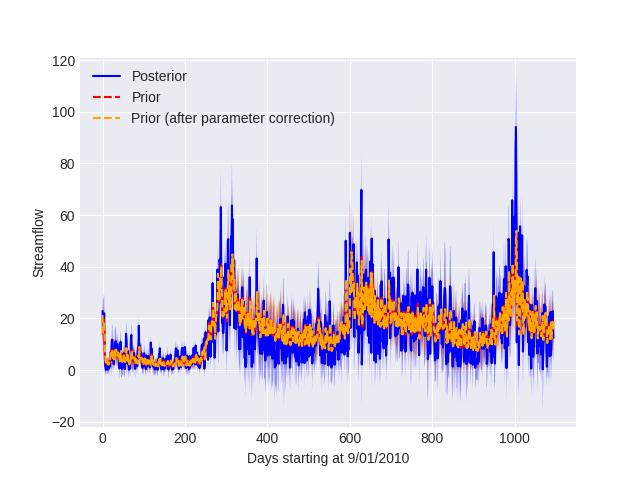 120
100
80
60
40
20
0
−20
Streamflow
Posterior
Prior
Prior (after parameter correction)
0 200 400 600 800 1000
Days starting at 9/01/2010